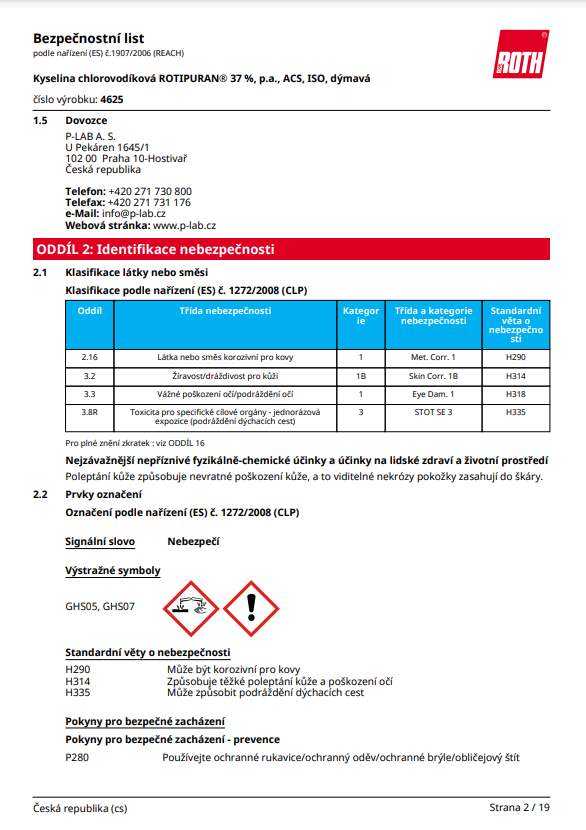 Bezpečnostní list
podle nařízení (ES) č.1907/2006 (REACH)
ROTH
®
Kyselina chlorovodíková ROTIPURAN® 37 %, p.a., ACS, ISO, dýmavá
číslo výrobku: 4625
1.5 Dovozce
P-LAB A. S.
U Pekáren 1645/1
102 00 Praha 10-Hostivař
Česká republika
Telefon: +420 271 730 800
Telefax: +420 271 731 176
e-Mail: info@p-lab.cz
Webová stránka: www.p-lab.cz
ODDÍL 2: Identifikace nebezpečnosti
2.1 Klasifikace látky nebo směsi
Klasifikace podle nařízení (ES) č. 1272/2008 (CLP)
Oddíl Třída nebezpečnosti Kategor Třída a kategorie Standardní
ie nebezpečnosti věta o
nebezpečno
sti
2.16 Látka nebo směs korozivní pro kovy 1 Met. Corr. 1 H290
3.2 Žíravost/dráždivost pro kůži 1B Skin Corr. 1B H314
3.3 Vážné poškození očí/podráždění očí 1 Eye Dam. 1 H318
3.8R Toxicita pro specifické cílové orgány - jednorázová 3 STOT SE 3 H335
expozice (podráždění dýchacích cest)
Pro plné znění zkratek : viz ODDÍL 16
Nejzávažnější nepříznivé fyzikálně-chemické účinky a účinky na lidské zdraví a životní prostředí
Poleptání kůže způsobuje nevratné poškození kůže, a to viditelné nekrózy pokožky zasahují do škáry.
2.2 Prvky označení
Označení podle nařízení (ES) č. 1272/2008 (CLP)
Signální slovo Nebezpečí
Výstražné symboly
GHS05, GHS07
Standardní věty o nebezpečnosti
H290 Může být korozivní pro kovy
H314 Způsobuje těžké poleptání kůže a poškození očí
H335 Může způsobit podráždění dýchacích cest
Pokyny pro bezpečné zacházení
Pokyny pro bezpečné zacházení - prevence
P280 Používejte ochranné rukavice/ochranný oděv/ochranné brýle/obličejový štít
Česká republika (cs) Strana 2 / 19